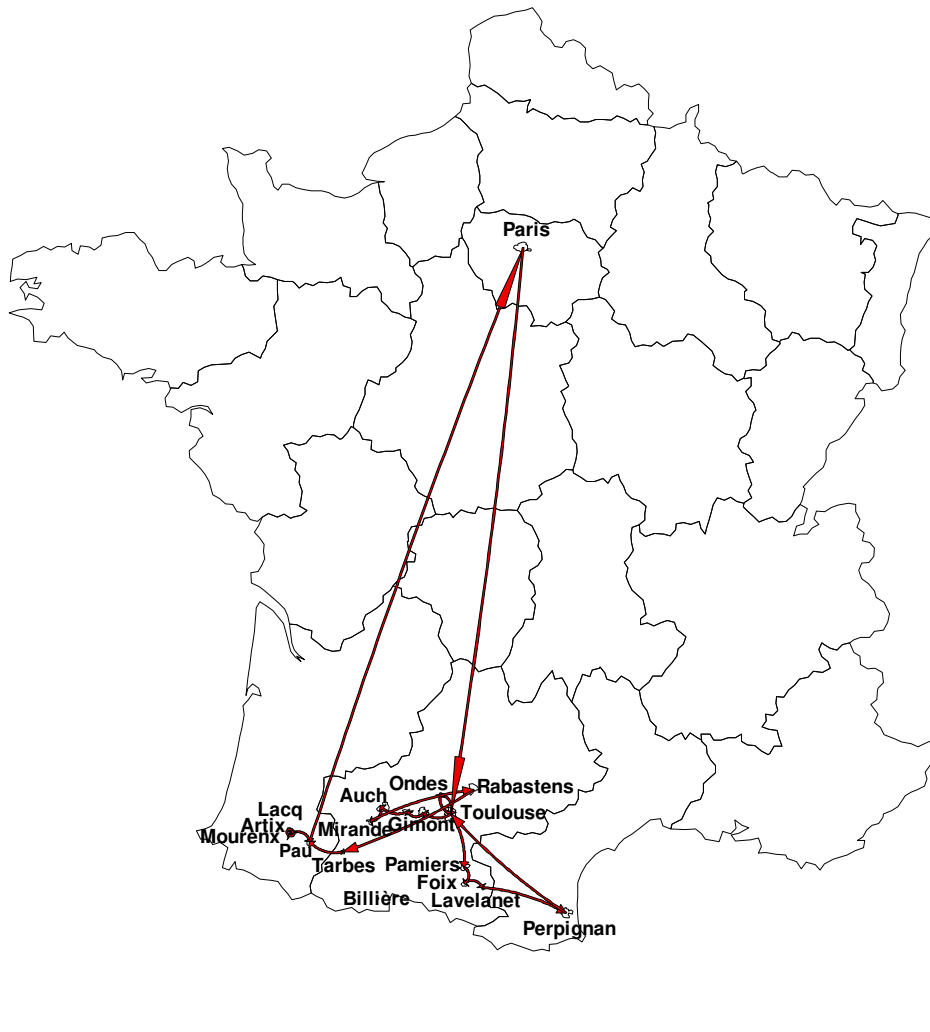 Paris
Ondes
Rabastens
Auch
Lacq
Toulouse
Artix
Mirande
Gimont
Mourenx
Pau
Tarbes
Pamiers
Foix
Billière
Lavelanet
Perpignan